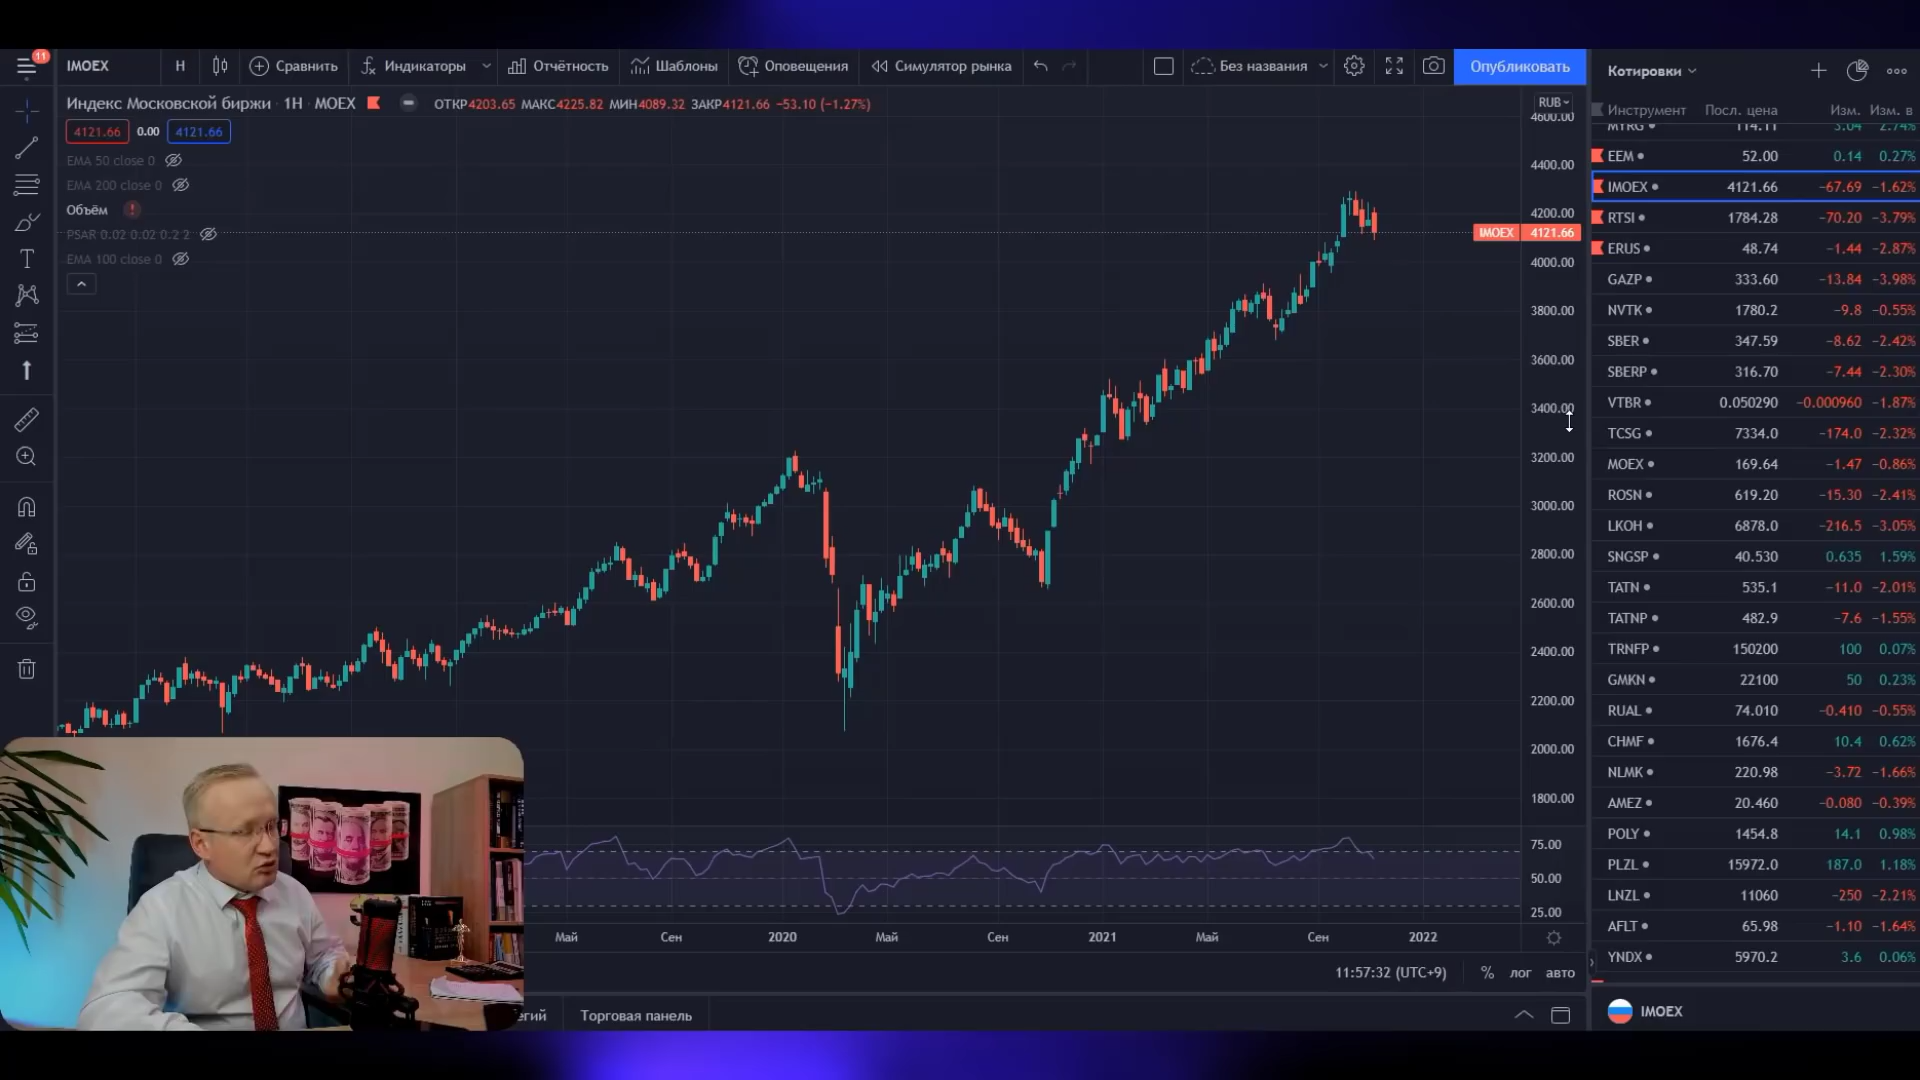 11
IMOEX Н Сравнить Индикаторы Отчётность Шаблоны Оповещения Симулятор рынка Без названия Опубликовать
Индекс Московской биржи · 1Н · MOEX ОТКР4203.65 МАКС4225.82 МИН4089.32 ЗАКР4121.66 −53.10 (−1.27%)
4121.66 0.00 4121.66
EMA 50 close 0
EMA 200 close 0
Объём
PSAR 0.02 0.02 0.2 2
EMA 100 close 0
RUB
4600.00
4400.00
4200.00
IMOEX 4121.66
4000.00
3800.00
3600.00
3400.00
3200.00
3000.00
2800.00
2600.00
2400.00
2200.00
2000.00
1800.00
75.00
50.00
25.00
Май Сен 2020 Май Сен 2021 Май Сен 2022
11:57:32 (UTC+9) % лог авто
Торговая панель
Котировки
Инструмент Посл. цена Изм. Изм. в
MYRG 114.11 3.04 2.74%
EEM 52.00 0.14 0.27%
IMOEX 4121.66 −67.69 −1.62%
RTSI 1784.28 −70.20 −3.79%
ERUS 48.74 −1.44 −2.87%
GAZP 333.60 −13.84 −3.98%
NVTK 1780.2 −9.8 −0.55%
SBER 347.59 −8.62 −2.42%
SBERP 316.70 −7.44 −2.30%
VTBR 0.050290 −0.000960 −1.87%
TCSG 7334.0 −174.0 −2.32%
MOEX 169.64 −1.47 −0.86%
ROSN 619.20 −15.30 −2.41%
LKOH 6878.0 −216.5 −3.05%
SNGSP 40.530 0.635 1.59%
TATN 535.1 −11.0 −2.01%
TATNP 482.9 −7.6 −1.55%
TRNFP 150200 100 0.07%
GMKN 22100 50 0.23%
RUAL 74.010 −0.410 −0.55%
CHMF 1676.4 10.4 0.62%
NLMK 220.98 −3.72 −1.66%
AMEZ 20.460 −0.080 −0.39%
POLY 1454.8 14.1 0.98%
PLZL 15972.0 187.0 1.18%
LNZL 11060 −250 −2.21%
AFLT 65.98 −1.10 −1.64%
YNDX 5970.2 3.6 0.06%
IMOEX